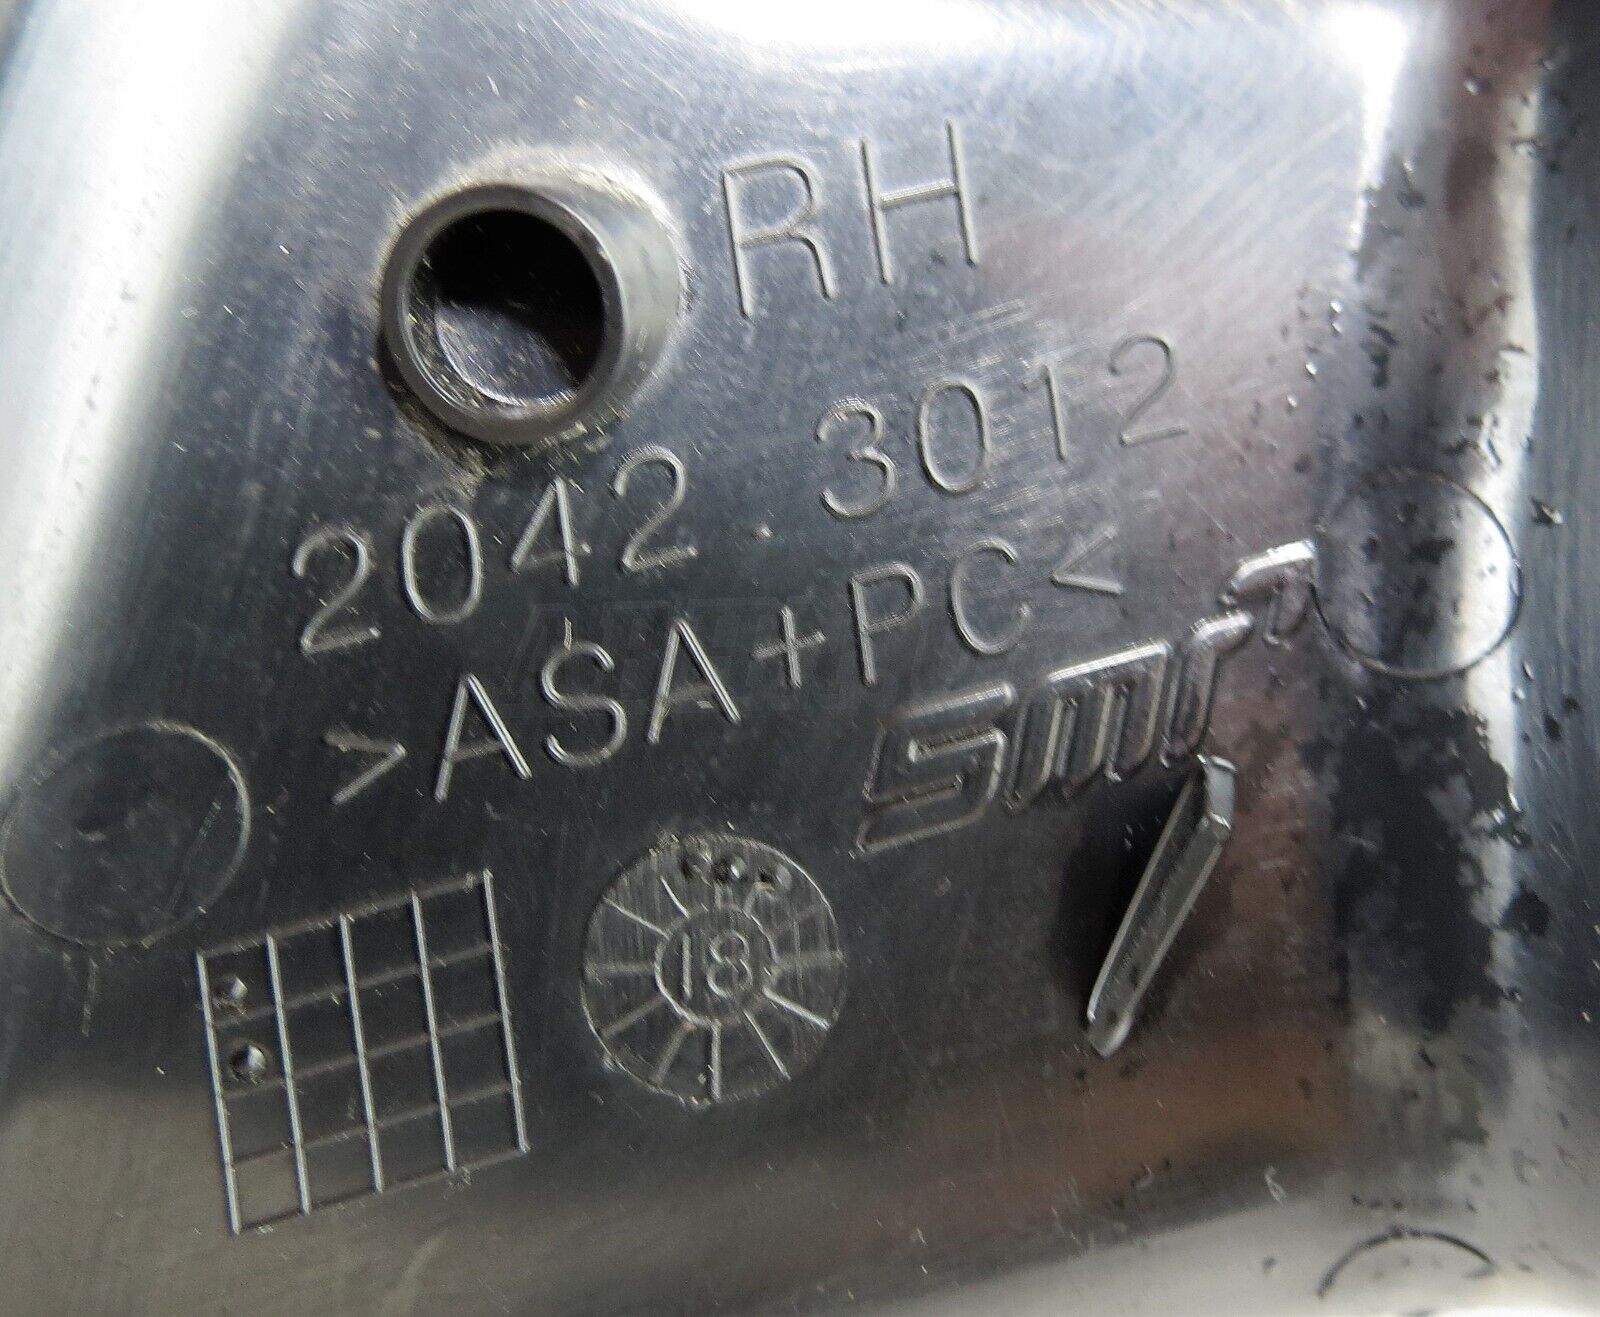 RH
2042.3012
>ASA+PC<
smr
18